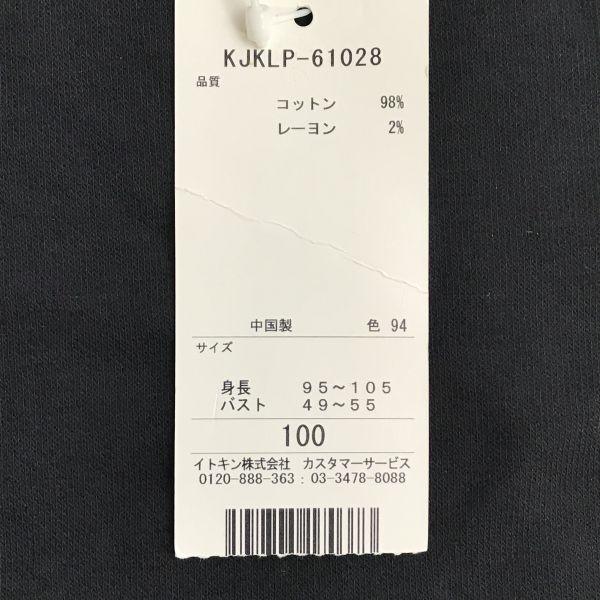 KJKLP-61028
品質
コットン 98%
レーヨン 2%
中国製 色 94
サイズ
身長 95～105
バスト 49～55
100
イトキン株式会社 カスタマーサービス
0120-888-363 : 03-3478-8088